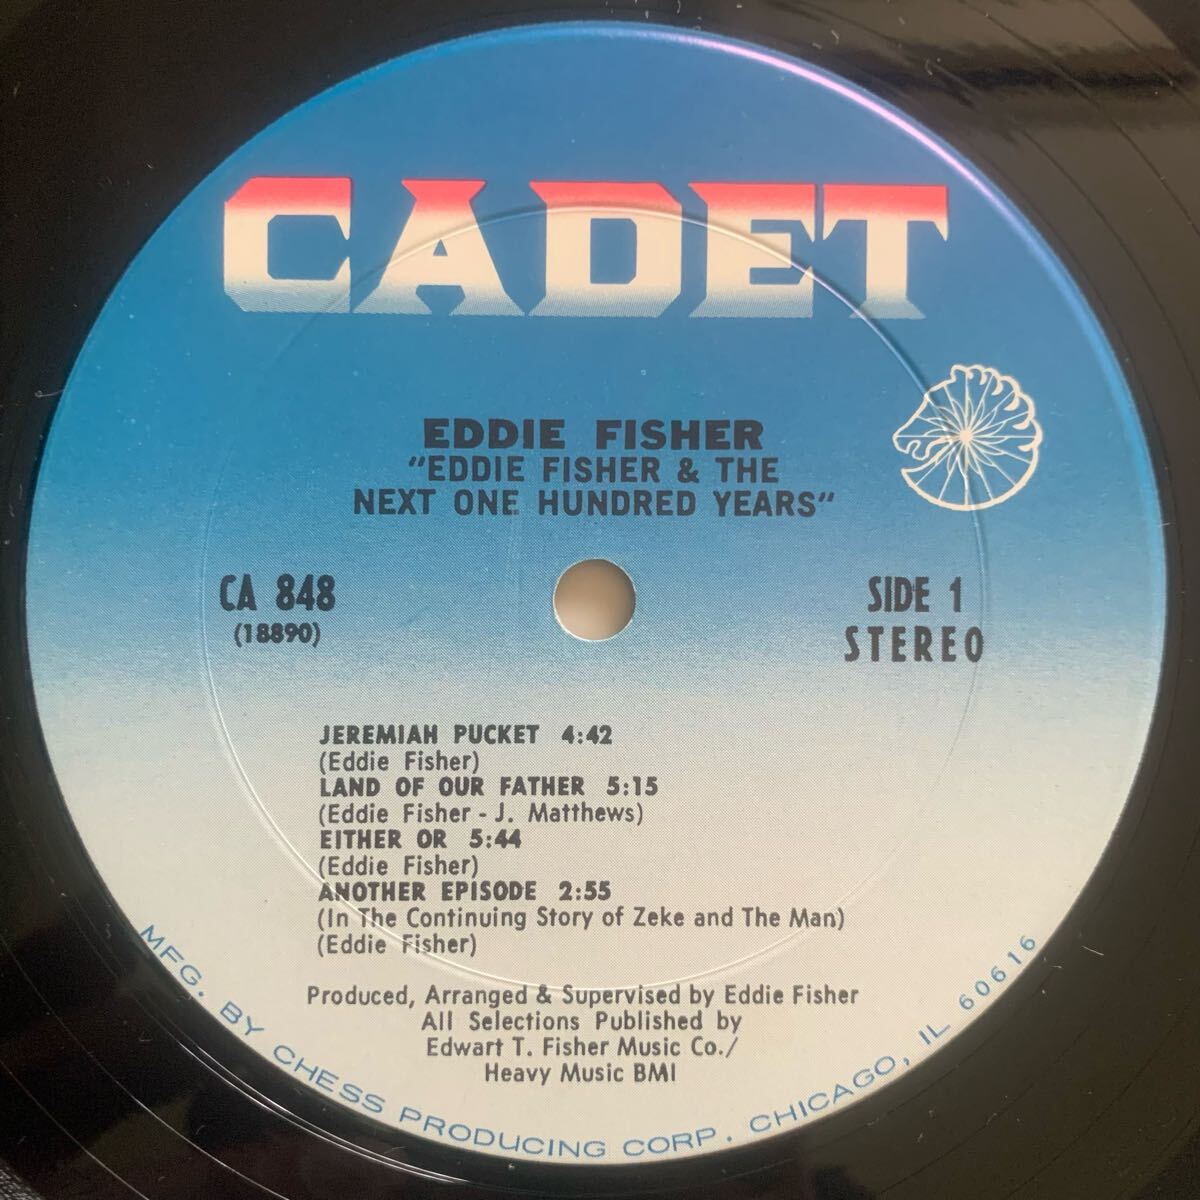 CADET
EDDIE FISHER
"EDDIE FISHER & THE
NEXT ONE HUNDRED YEARS"
CA 848
(18890)
SIDE 1
STEREO
JEREMIAH PUCKET 4:42
(Eddie Fisher)
LAND OF OUR FATHER 5:15
(Eddie Fisher - J. Matthews)
EITHER OR 5:44
(Eddie Fisher)
ANOTHER EPISODE 2:55
(In The Continuing Story of Zeke and The Man)
(Eddie Fisher)
Produced, Arranged & Supervised by Eddie Fisher
All Selections Published by
Edwart T. Fisher Music Co./
Heavy Music BMI
MFG. BY CHESS PRODUCING CORP. CHICAGO, IL 60616